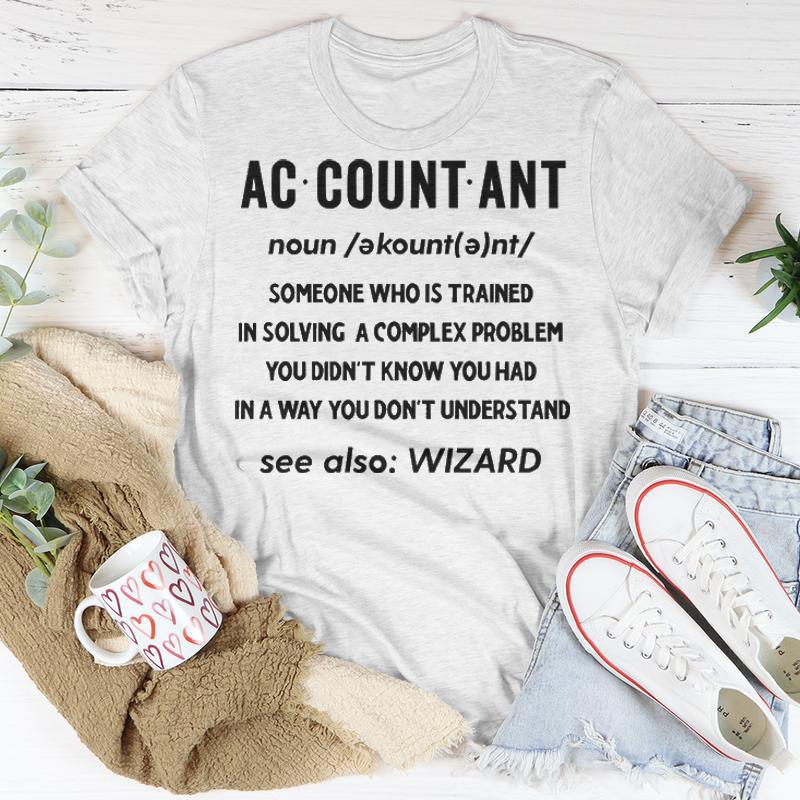 AC·COUNT·ANT
noun /əkount(ə)nt/
SOMEONE WHO IS TRAINED
IN SOLVING A COMPLEX PROBLEM
YOU DIDN'T KNOW YOU HAD
IN A WAY YOU DON'T UNDERSTAND
see also: WIZARD